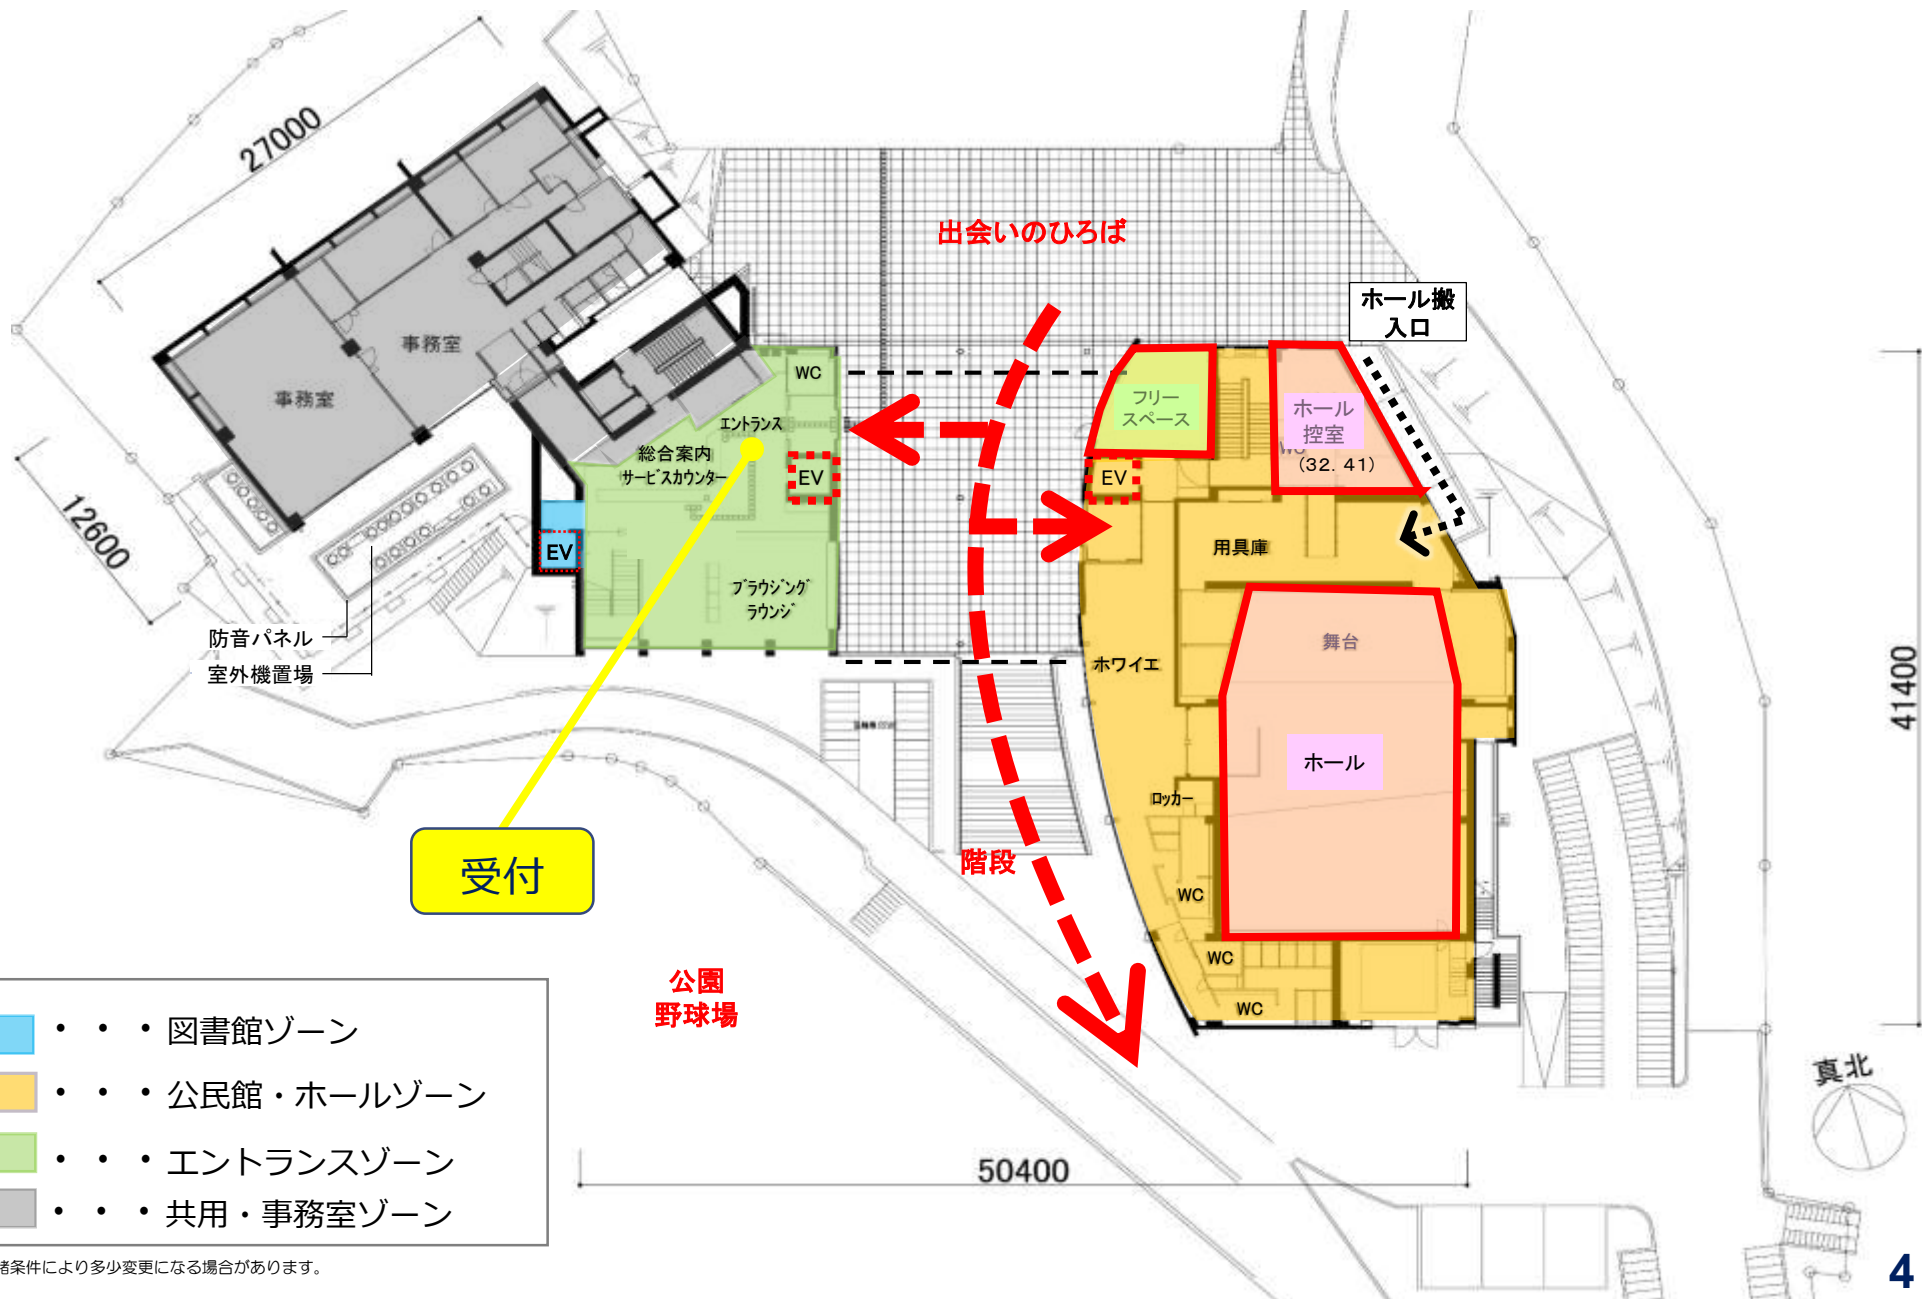 27000
出会いのひろば
ホール搬
入口
事務室
事務室
WC
エントランス
総合案内
サービスカウンター
EV
フリー
スペース
ホール
控室
(32. 41)
EV
12600
EV
用具庫
ブラウジング
ラウンジ
防音パネル
室外機置場
舞台
ホワイエ
41400
ホール
ロッカー
受付
階段
WC
WC
WC
公園
野球場
・・・図書館ゾーン
・・・公民館・ホールゾーン
・・・エントランスゾーン
・・・共用・事務室ゾーン
真北
50400
諸条件により多少変更になる場合があります。
4